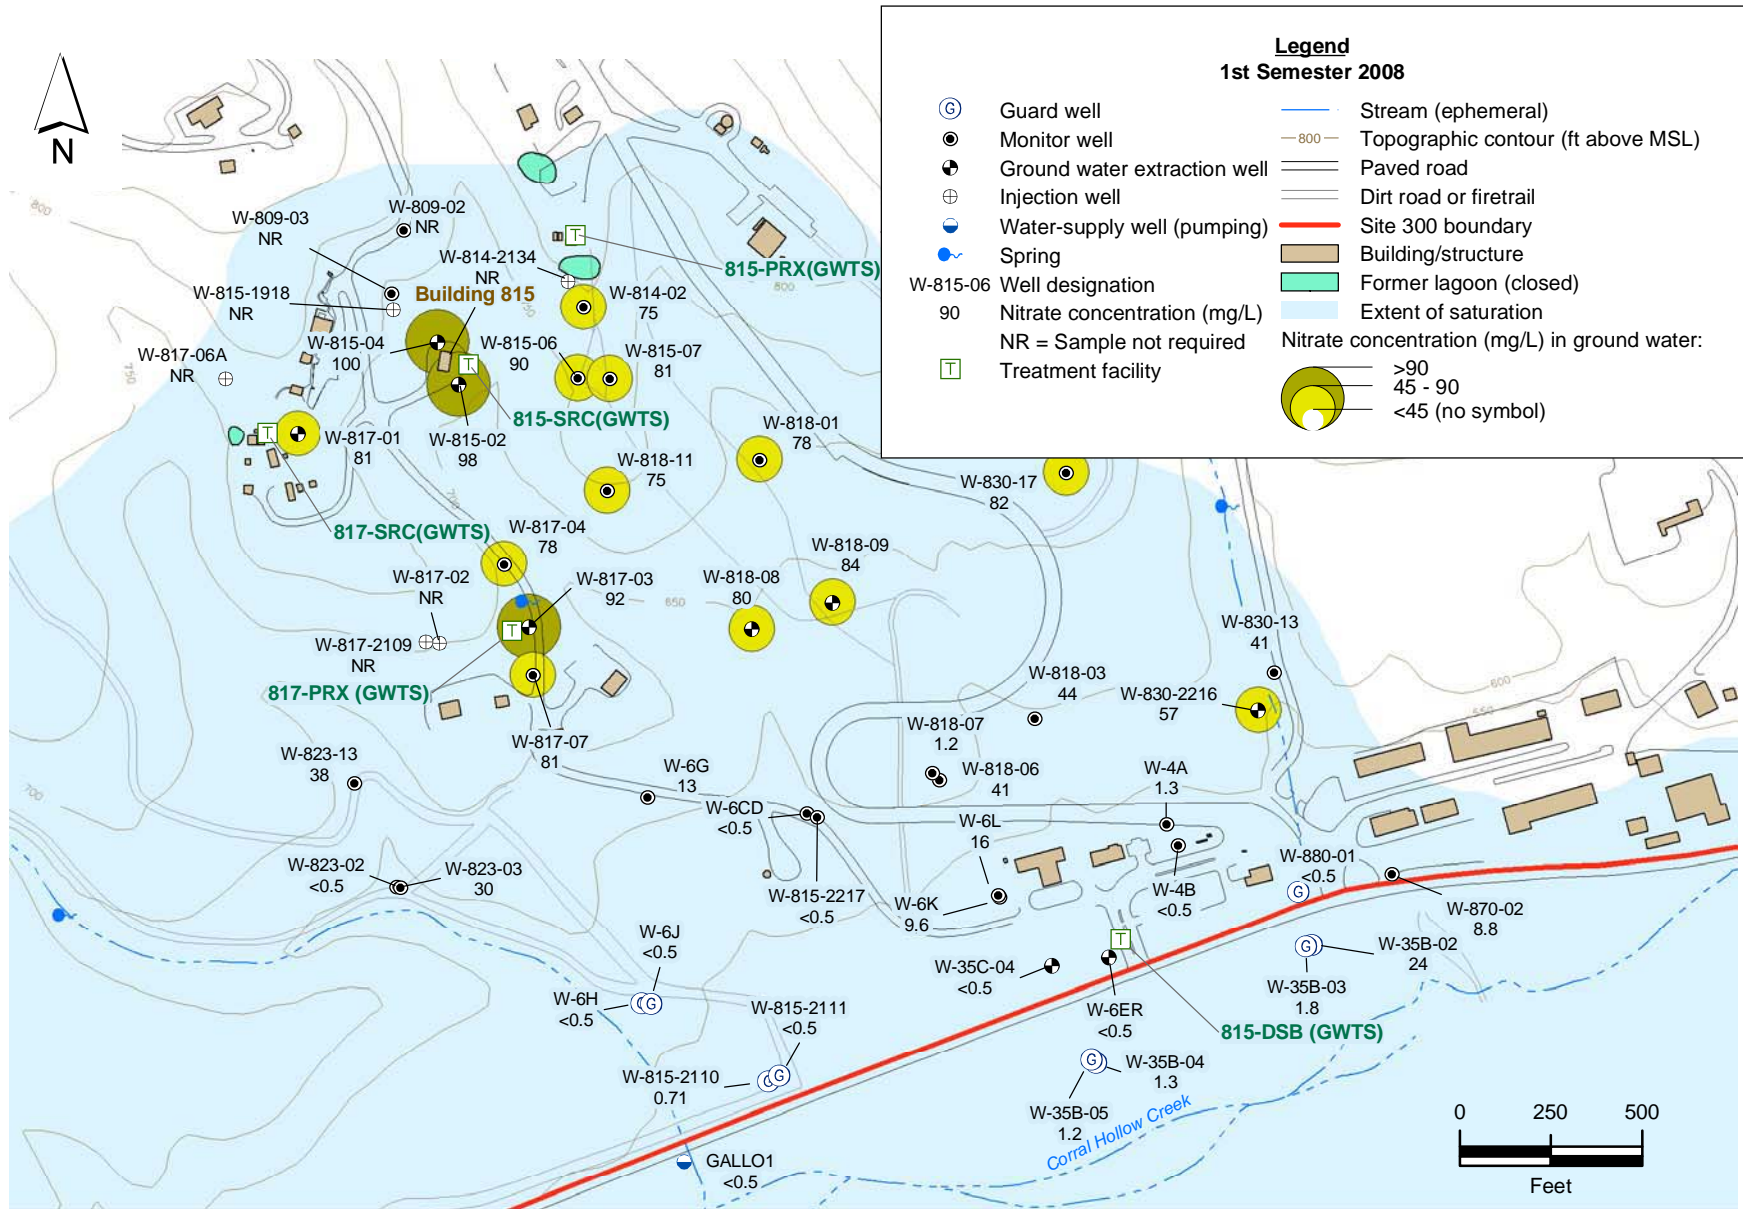 Legend
1st Semester 2008
G Guard well
Monitor well
Ground water extraction well
Injection well
Water-supply well (pumping)
Spring
W-815-06 Well designation
90 Nitrate concentration (mg/L)
NR = Sample not required
T Treatment facility
Stream (ephemeral)
800 Topographic contour (ft above MSL)
Paved road
Dirt road or firetrail
Site 300 boundary
Building/structure
Former lagoon (closed)
Extent of saturation
Nitrate concentration (mg/L) in ground water:
>90
45 - 90
<45 (no symbol)
N
800
W-809-03
NR
W-809-02
NR
W-814-2134
NR
T
815-PRX(GWTS)
800
W-815-1918
NR
Building 815
750
W-814-02
75
W-815-04
100
W-815-06
90
W-815-07
81
W-817-06A
NR
750
T
815-SRC(GWTS)
T
W-817-01
81
W-815-02
98
W-818-01
78
W-818-11
75
W-830-17
82
700
817-SRC(GWTS)
W-817-04
78
W-818-09
84
W-817-02
NR
W-817-03
92
W-818-08
80
650
T
W-817-2109
NR
W-830-13
41
817-PRX (GWTS)
W-818-03
44
W-830-2216
57
600
550
W-818-07
1.2
W-817-07
81
W-823-13
38
W-6G
13
W-818-06
41
W-4A
1.3
700
W-6CD
<0.5
W-6L
16
W-880-01
<0.5
W-823-02
<0.5
W-823-03
30
W-815-2217
<0.5
W-6K
9.6
W-4B
<0.5
G
W-870-02
8.8
W-6J
<0.5
T
G
W-35B-02
24
W-35C-04
<0.5
W-35B-03
1.8
W-6H
<0.5
G
W-815-2111
<0.5
W-6ER
<0.5
815-DSB (GWTS)
W-815-2110
0.71
G
G
W-35B-04
1.3
W-35B-05
1.2
Corral Hollow Creek
GALLO1
<0.5
0 250 500
Feet